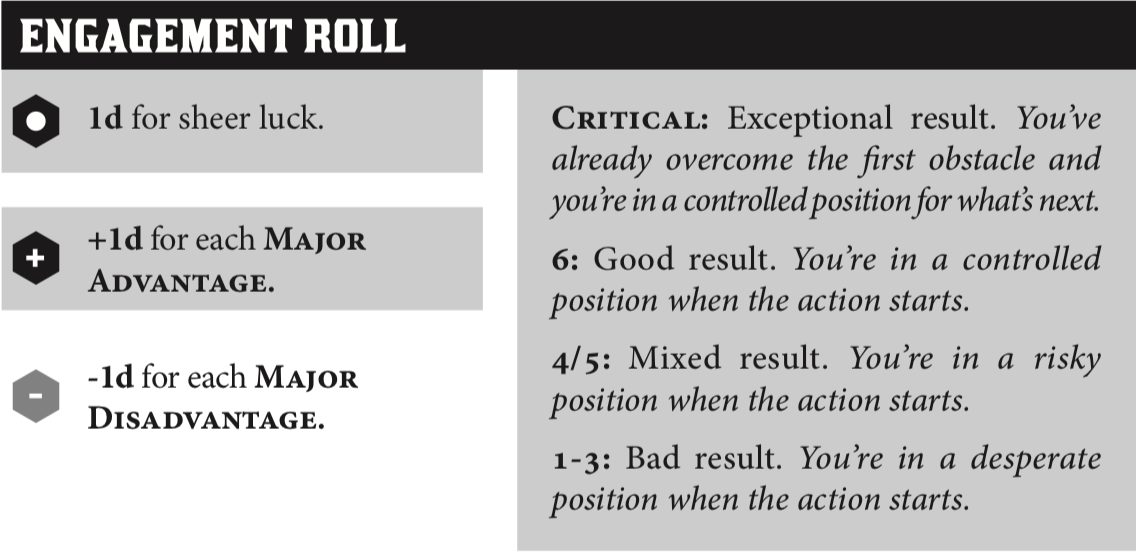 ENGAGEMENT ROLL
1d for sheer luck.
+
+1d for each MAJOR
ADVANTAGE.
-
-1d for each MAJOR
DISADVANTAGE.
CRITICAL: Exceptional result. You’ve
already overcome the first obstacle and
you’re in a controlled position for what’s next.
6: Good result. You’re in a controlled
position when the action starts.
4/5: Mixed result. You’re in a risky
position when the action starts.
1-3: Bad result. You’re in a desperate
position when the action starts.